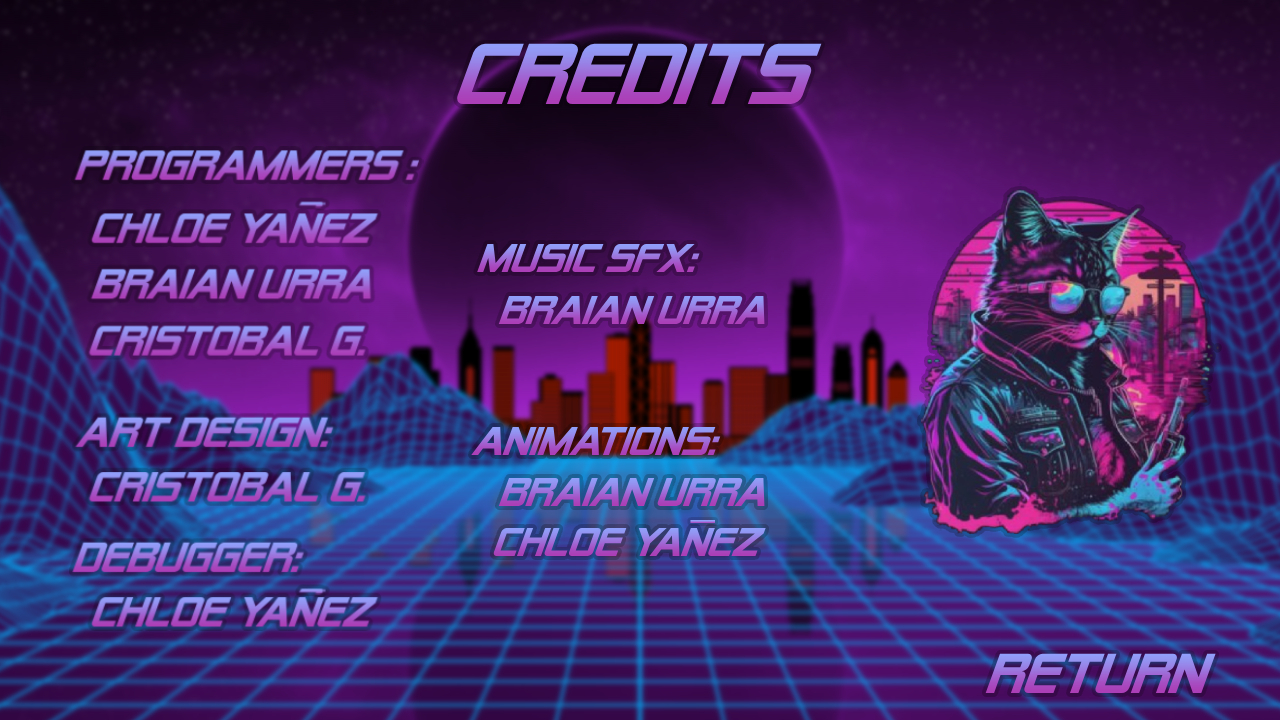 CREDITS
PROGRAMMERS :
CHLOE YAÑEZ
BRAIAN URRA
CRISTOBAL G.
ART DESIGN:
CRISTOBAL G.
DEBUGGER:
CHLOE YAÑEZ
MUSIC SFX:
BRAIAN URRA
ANIMATIONS:
BRAIAN URRA
CHLOE YAÑEZ
RETURN